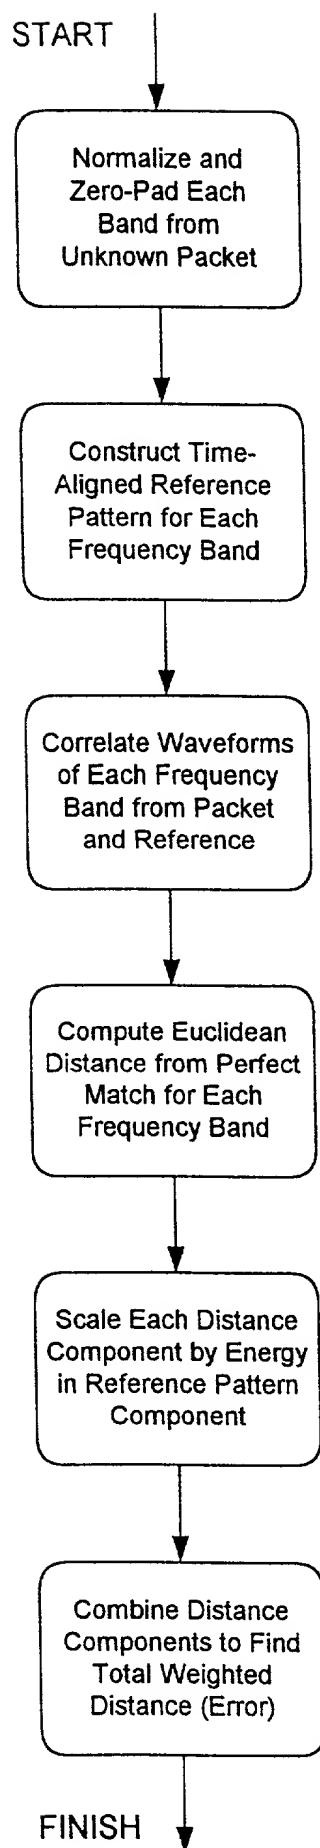 START
Normalize and
Zero-Pad Each
Band from
Unknown Packet
Construct Time-
Aligned Reference
Pattern for Each
Frequency Band
Correlate Waveforms
of Each Frequency
Band from Packet
and Reference
Compute Euclidean
Distance from Perfect
Match for Each
Frequency Band
Scale Each Distance
Component by Energy
in Reference Pattern
Component
Combine Distance
Components to Find
Total Weighted
Distance (Error)
FINISH